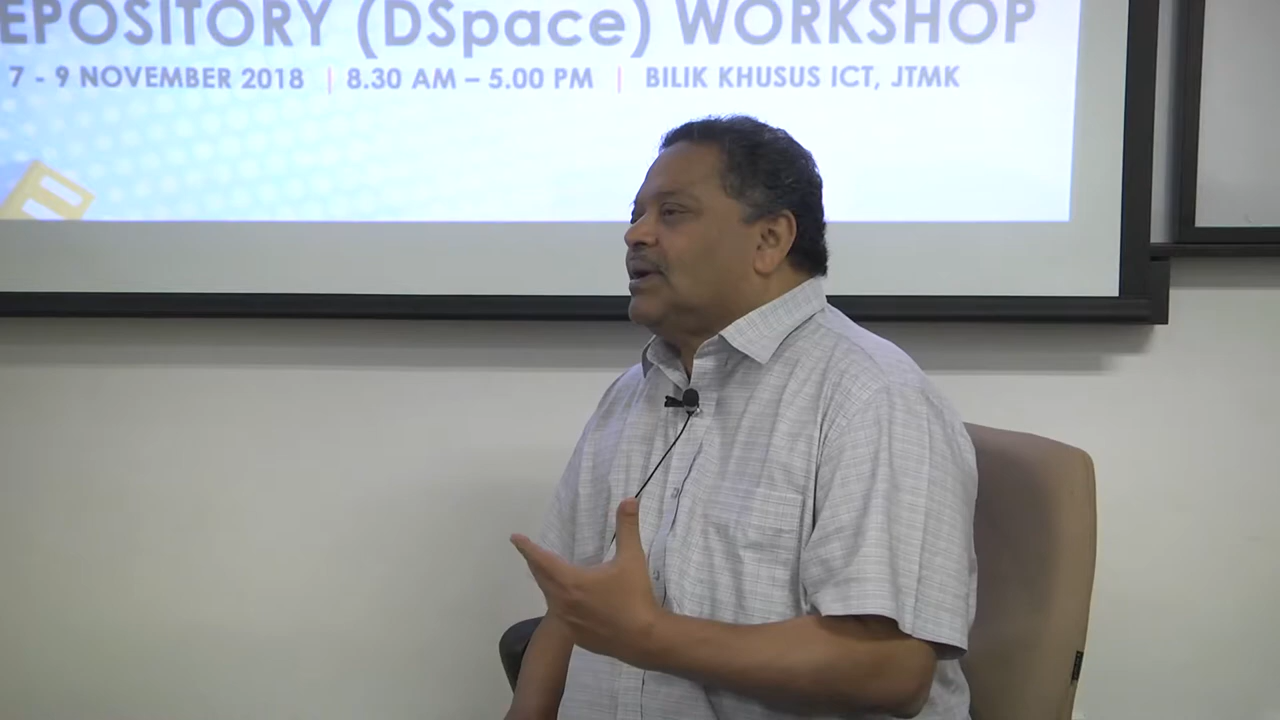 EPOSITORY (DSpace) WORKSHOP
7 - 9 NOVEMBER 2018 | 8.30 AM – 5.00 PM | BILIK KHUSUS ICT, JTMK